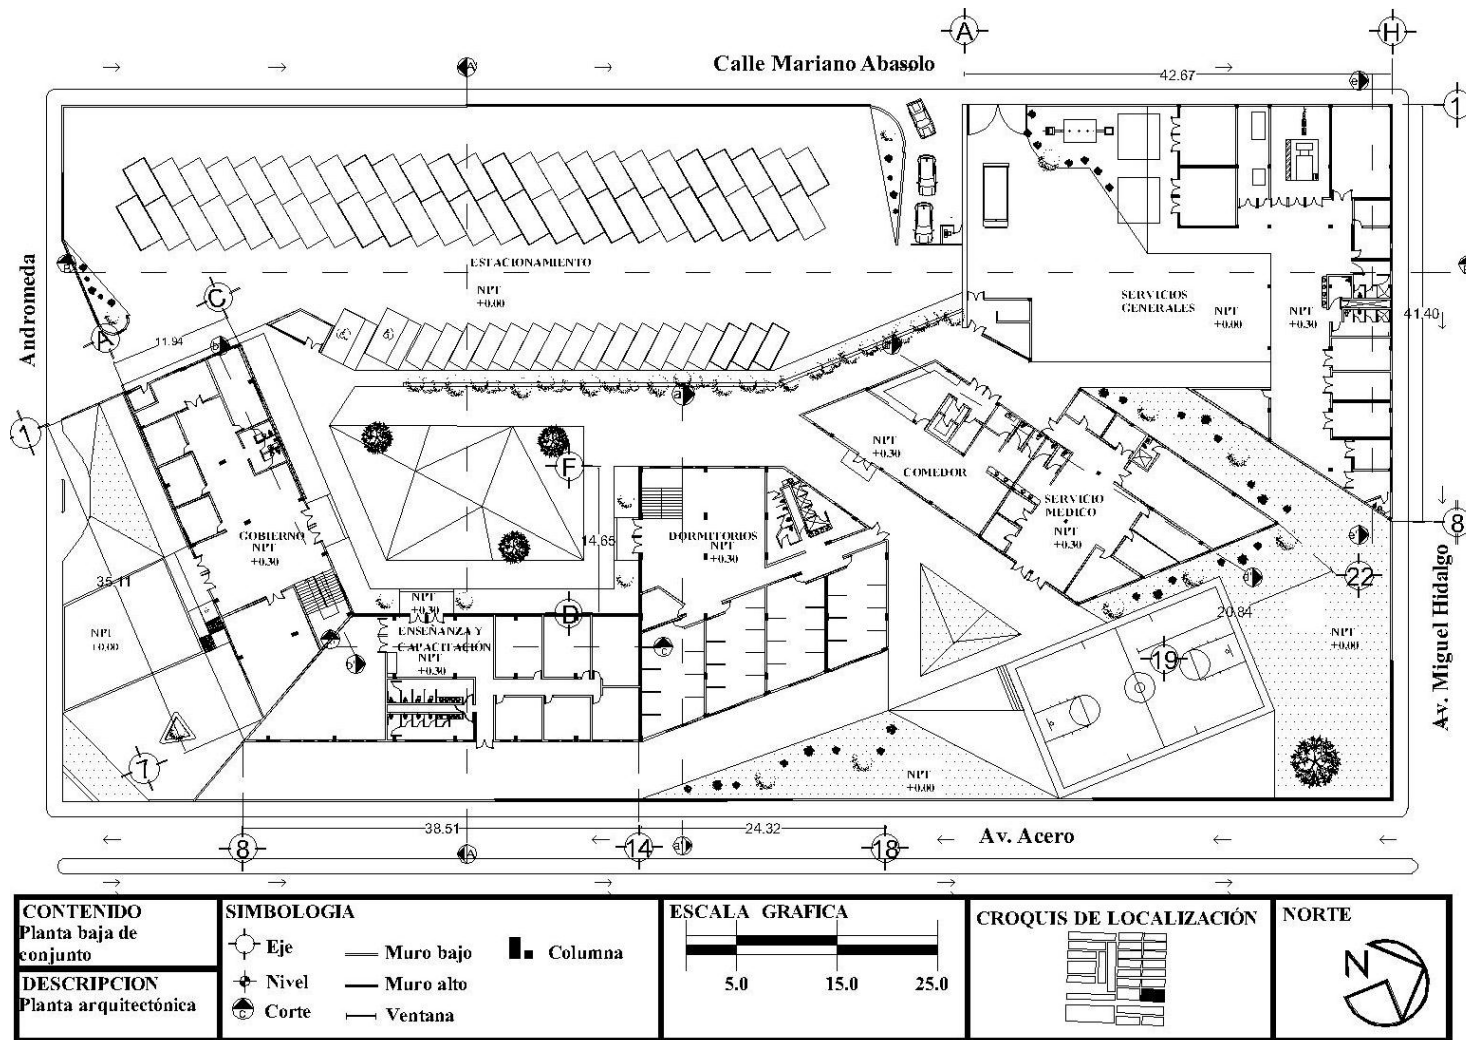 A
H
Calle Mariano Abasolo
A
42.67
e
1
ESTACIONAMIENTO
NPT
+0.00
B
Andromeda
C
A
11.94
b
SERVICIOS
GENERALES
NPT
+0.00
NPT
+0.30
41.40
1
a
NPT
+0.30
COMEDOR
F
SERVICIO
MEDICO
NPT
+0.30
8
GOBIERNO
NPT
+0.30
14.65
DORMITORIOS
NPT
+0.30
35.11
22
NPT
+0.30
D
20.84
NPT
+0.00
ENSEÑANZA Y
CAPACITACIÓN
NPT
+0.30
c
NPT
+0.00
19
Av. Miguel Hidalgo
7
NPT
+0.00
38.51
24.32
8
A
14
a'
18
Av. Acero
CONTENIDO
Planta baja de
conjunto
DESCRIPCION
Planta arquitectónica
SIMBOLOGIA
Eje
Nivel
c
Corte
Muro bajo
Muro alto
Ventana
Columna
ESCALA GRAFICA
5.0
15.0
25.0
CROQUIS DE LOCALIZACIÓN
NORTE
N